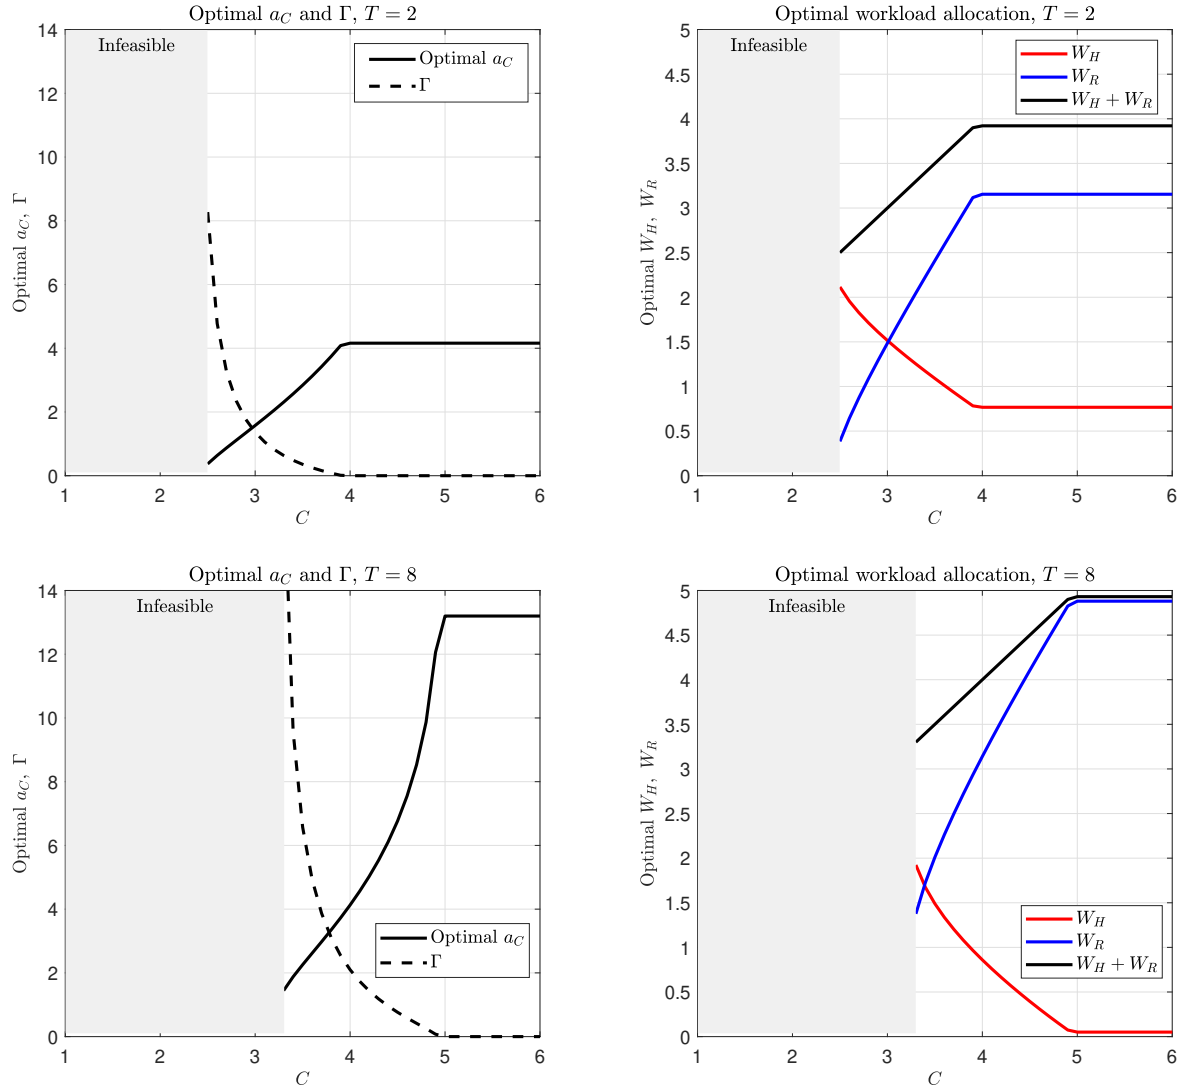 Optimal a_C and Γ, T = 2
Infeasible
Optimal a_C
Γ
14
12
10
8
6
4
2
0
Optimal a_C, Γ
1 2 3 4 5 6
C
Optimal workload allocation, T = 2
Infeasible
W_H
W_R
W_H + W_R
5
4.5
4
3.5
3
2.5
2
1.5
1
0.5
0
Optimal W_H, W_R
1 2 3 4 5 6
C
Optimal a_C and Γ, T = 8
Infeasible
14
12
10
8
6
4
2
0
Optimal a_C, Γ
Optimal a_C
Γ
1 2 3 4 5 6
C
Optimal workload allocation, T = 8
Infeasible
5
4.5
4
3.5
3
2.5
2
1.5
1
0.5
0
Optimal W_H, W_R
W_H
W_R
W_H + W_R
1 2 3 4 5 6
C